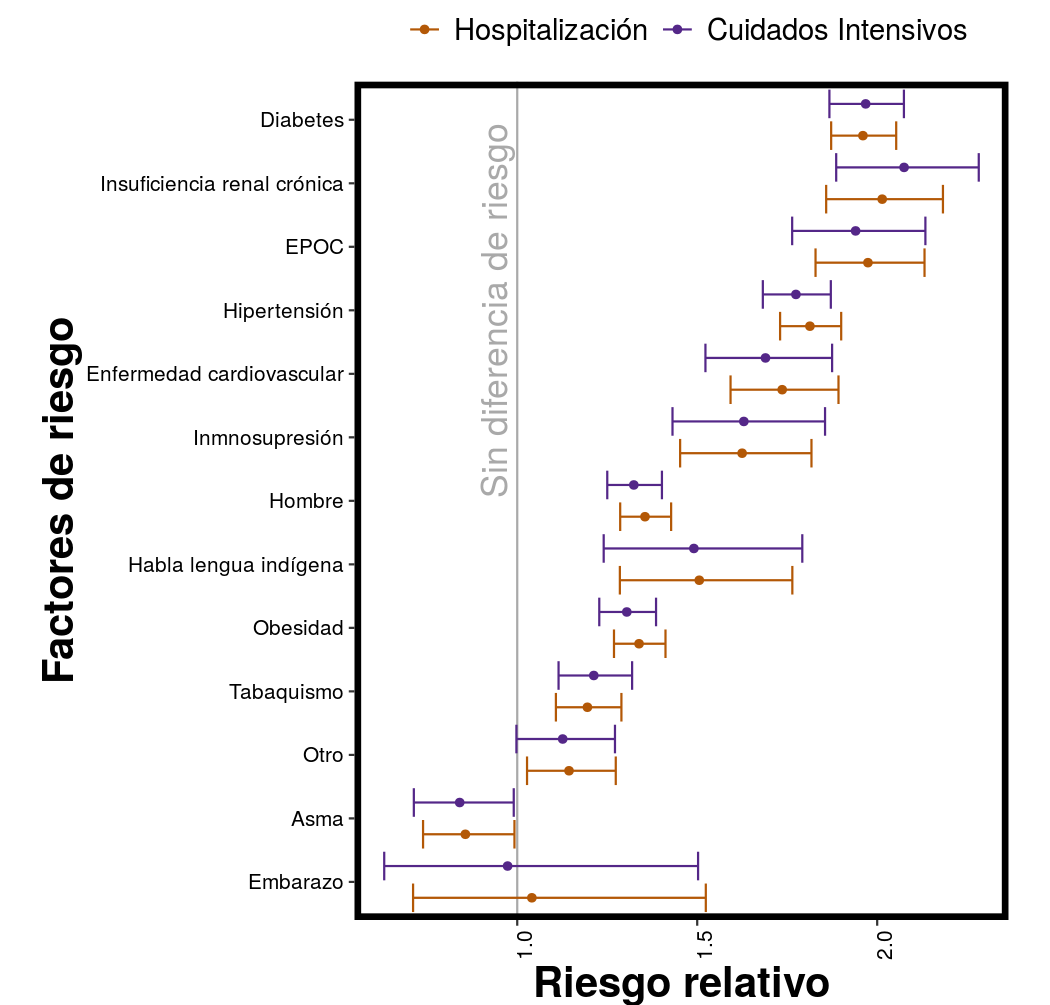 Hospitalización Cuidados Intensivos
Diabetes
Insuficiencia renal crónica
EPOC
Hipertensión
Enfermedad cardiovascular
Inmnosupresión
Hombre
Habla lengua indígena
Obesidad
Tabaquismo
Otro
Asma
Embarazo
Factores de riesgo
Sin diferencia de riesgo
1.0 1.5 2.0
Riesgo relativo